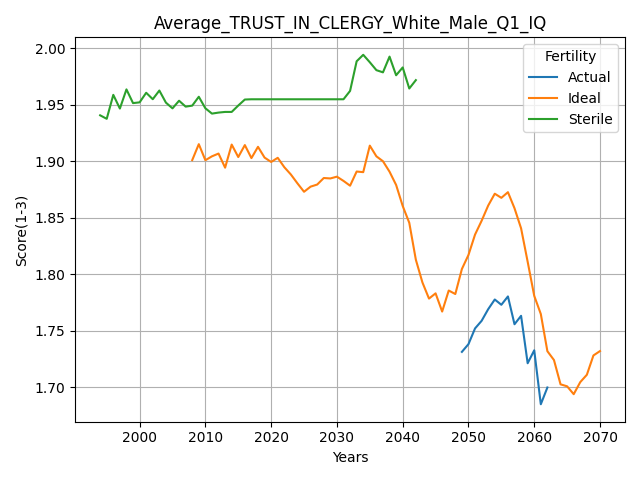 Average_TRUST_IN_CLERGY_White_Male_Q1_IQ
Fertility
Actual
Ideal
Sterile
Score(1-3)
2.00
1.95
1.90
1.85
1.80
1.75
1.70
2000 2010 2020 2030 2040 2050 2060 2070
Years